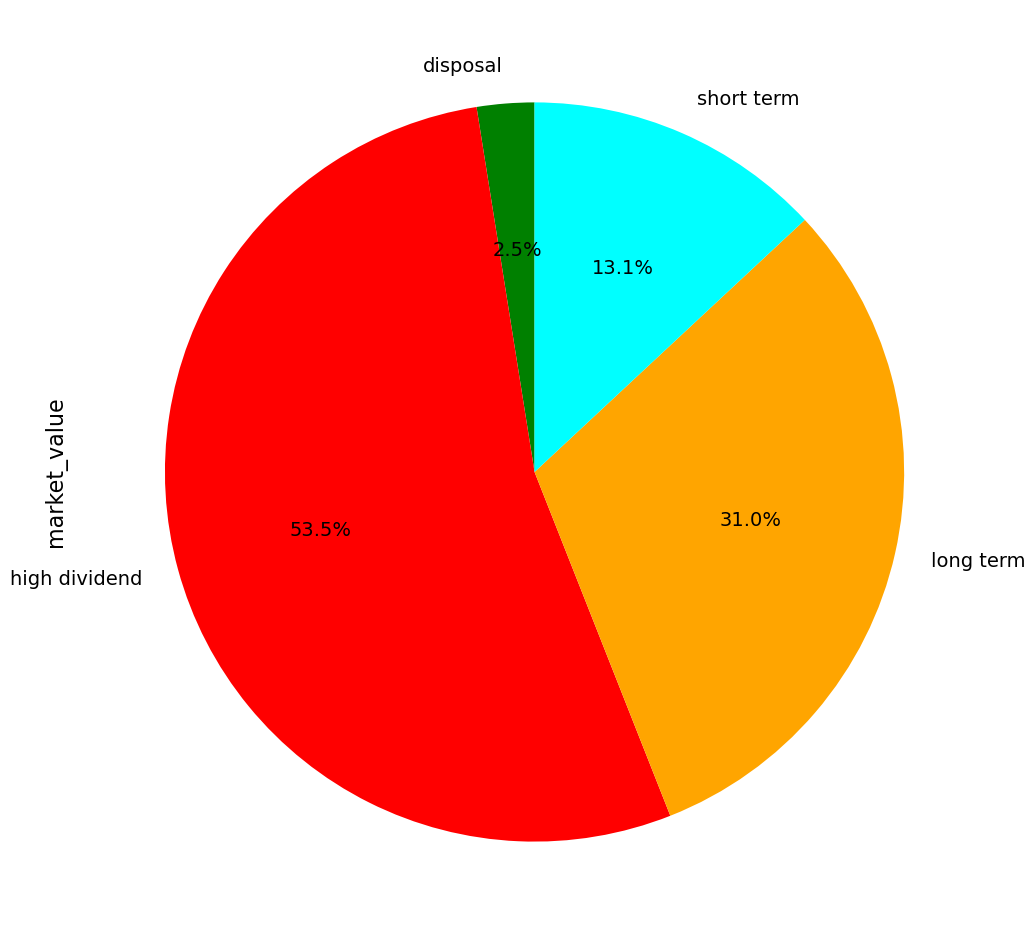 disposal
short term
2.5%
13.1%
market_value
31.0%
53.5%
long term
high dividend